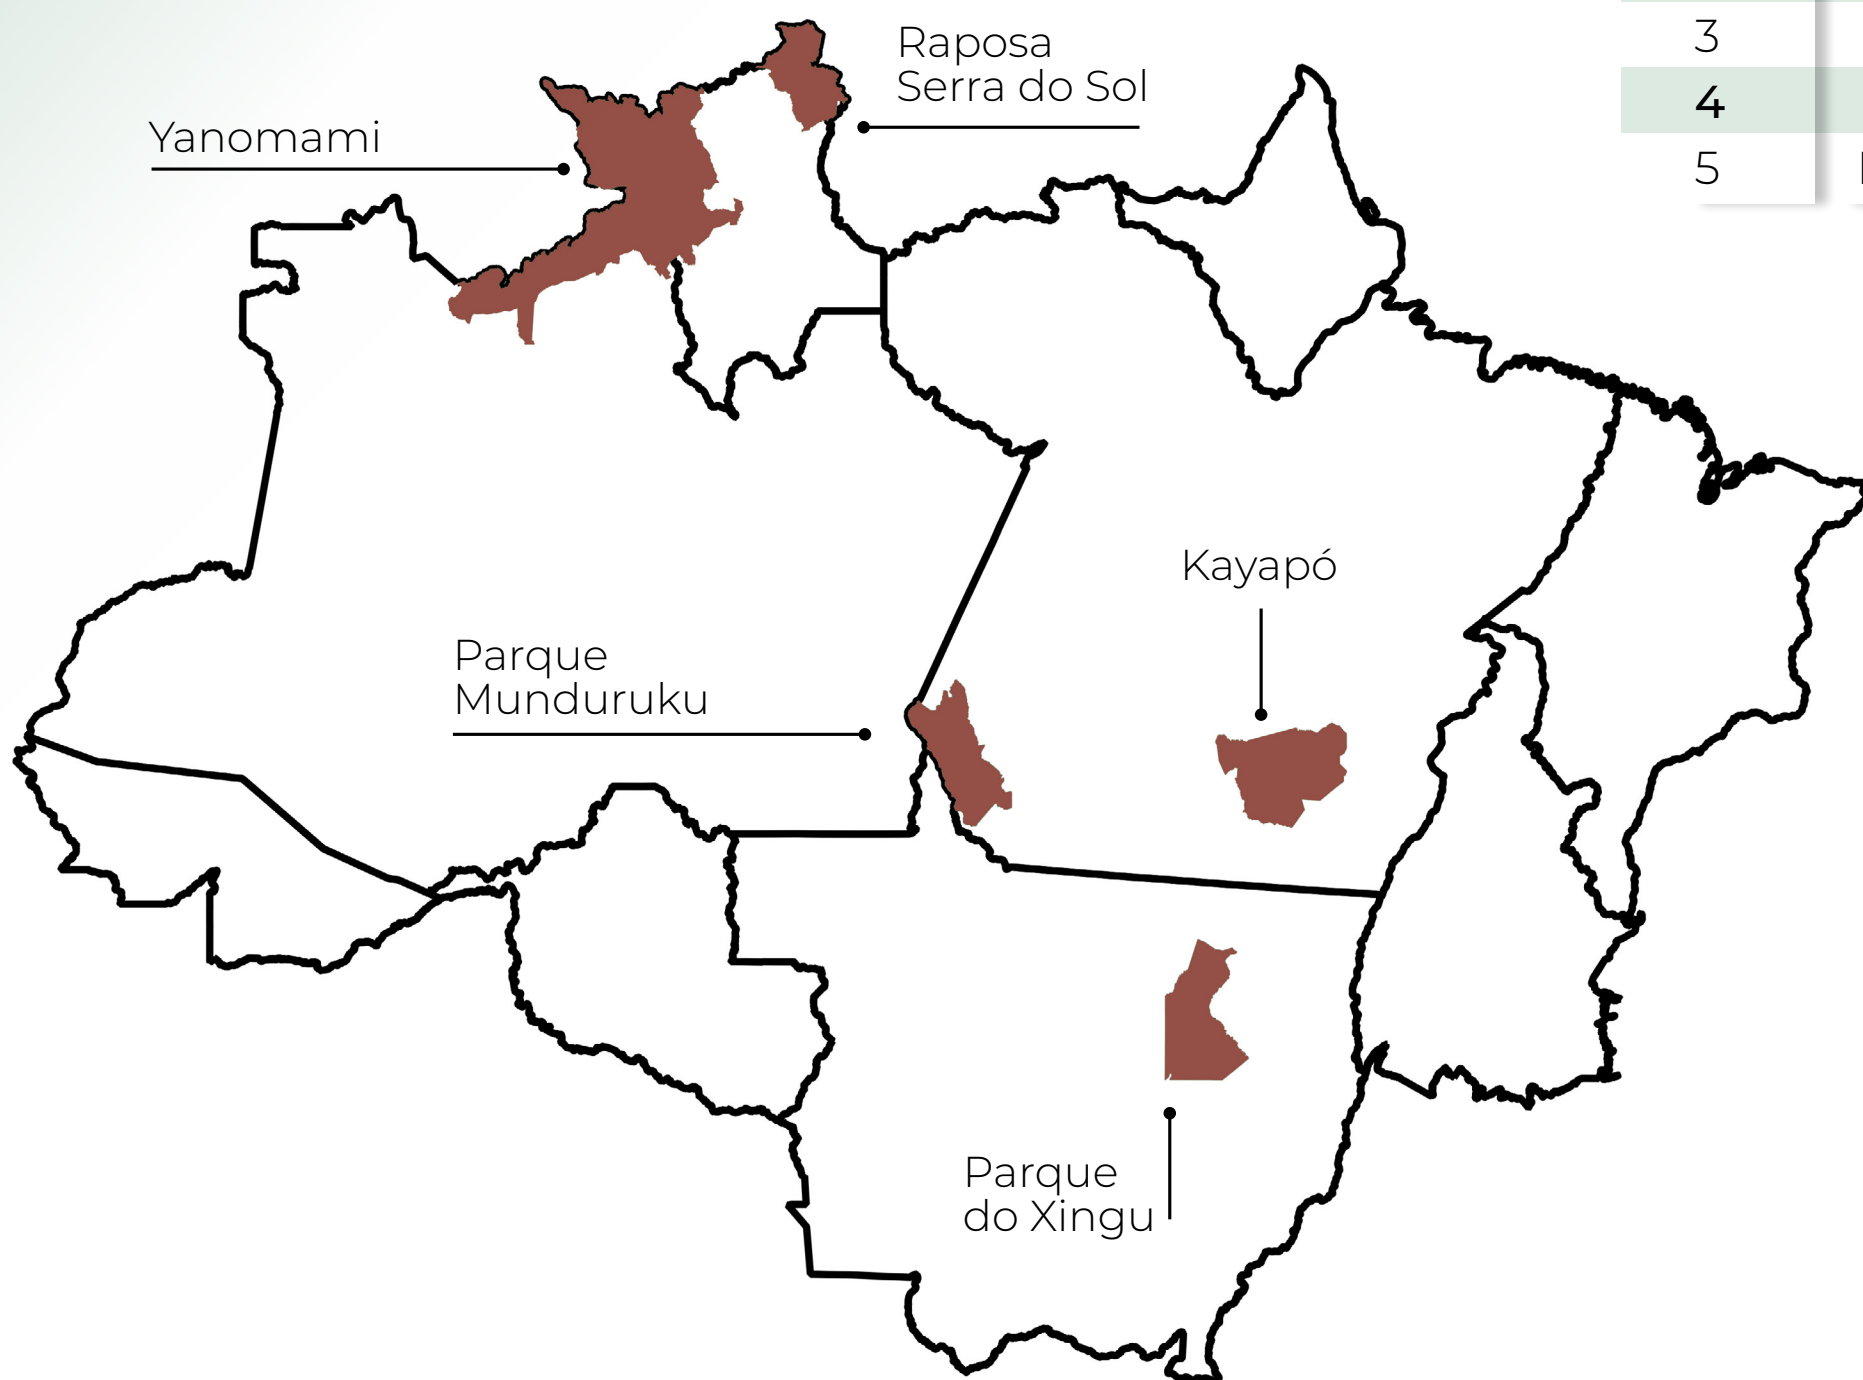 Raposa
Serra do Sol
Yanomami
3
4
5
Kayapó
Parque
Munduruku
Parque
do Xingu